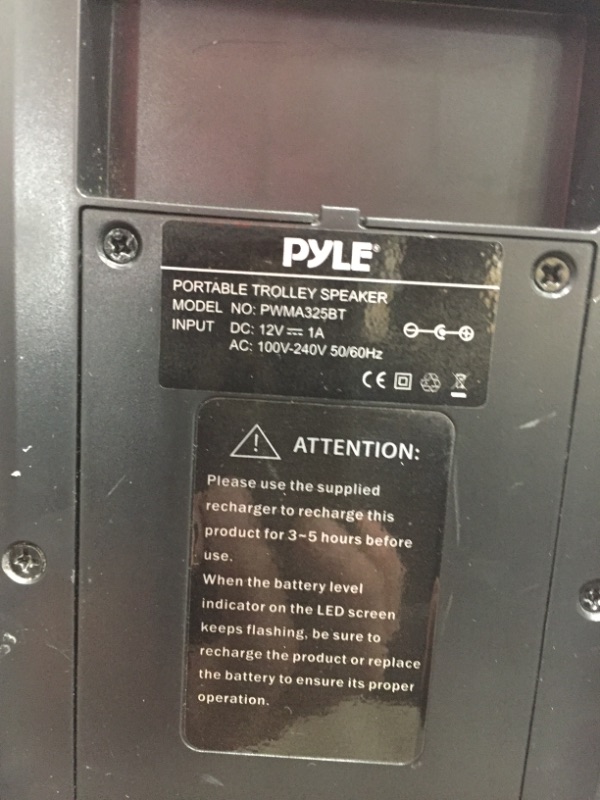 PYLE®
PORTABLE TROLLEY SPEAKER
MODEL NO: PWMA325BT
INPUT DC: 12V ⎓ 1A
AC: 100V-240V 50/60Hz
CE
ATTENTION:
Please use the supplied
recharger to recharge this
product for 3~5 hours before
use.
When the battery level
indicator on the LED screen
keeps flashing, be sure to
recharge the product or replace
the battery to ensure its proper
operation.